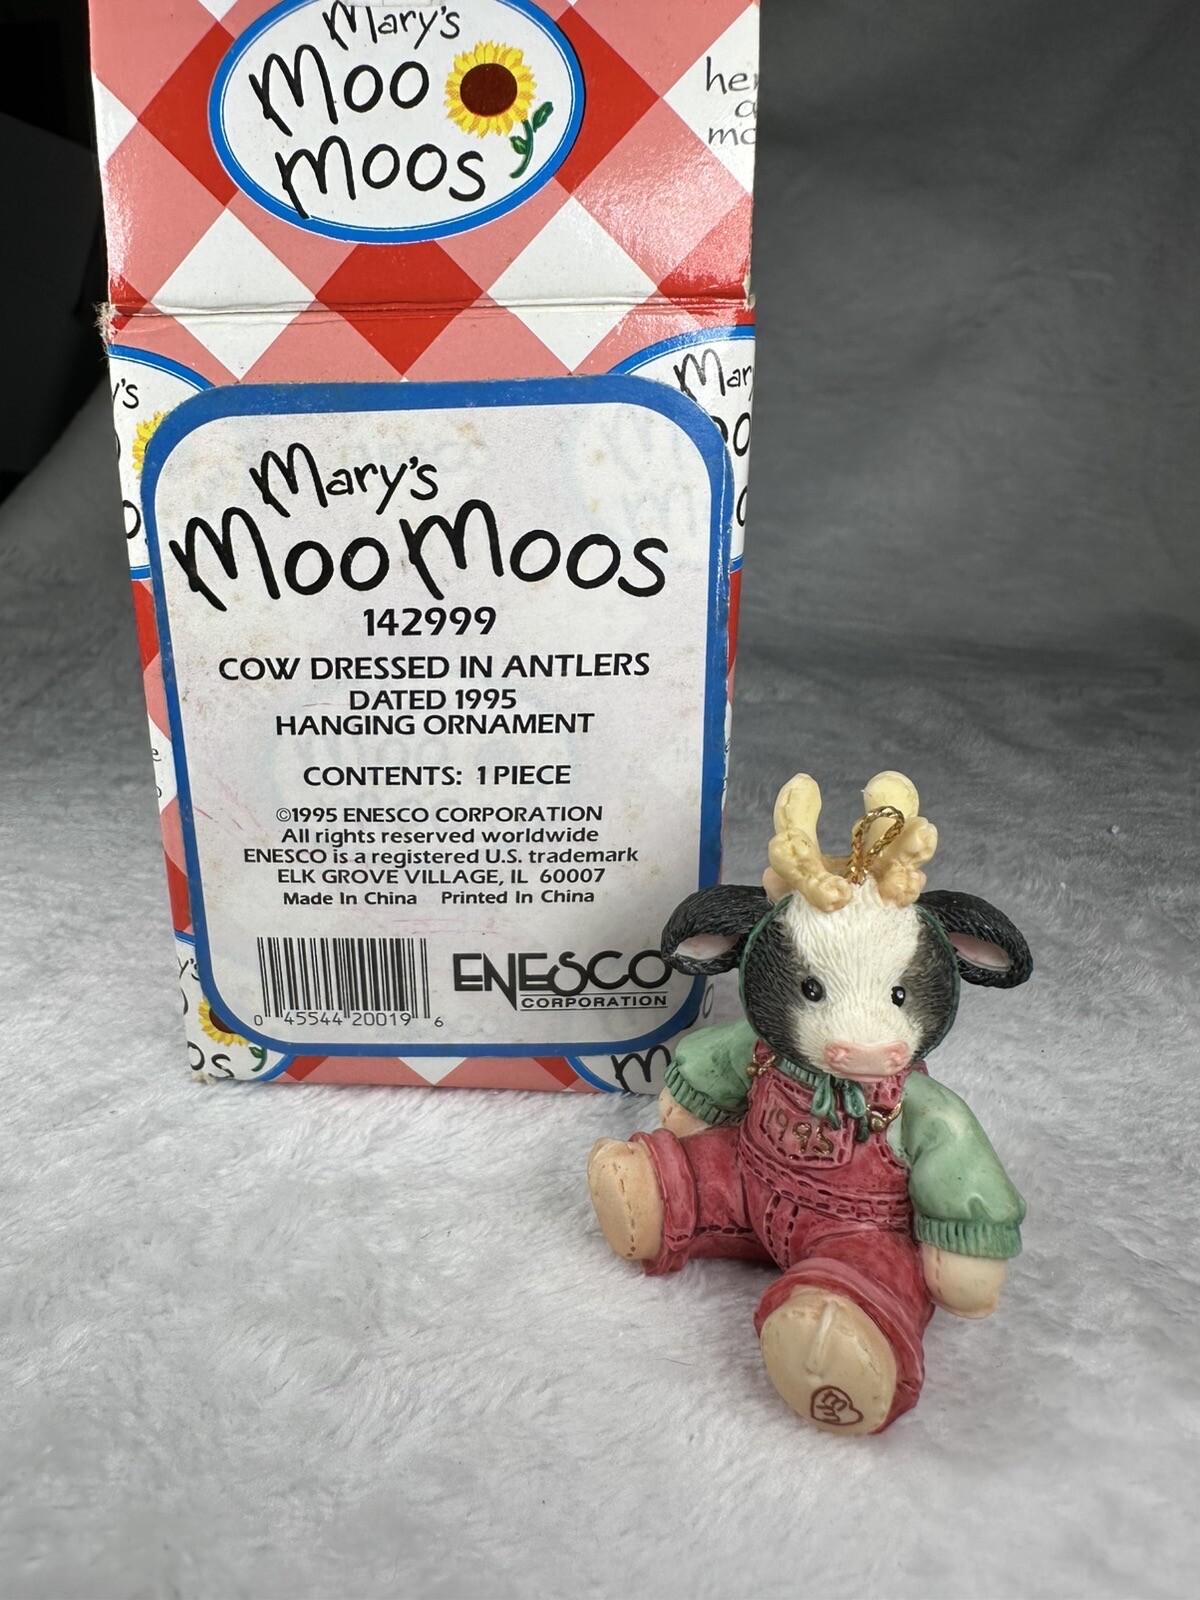 Mary's
Moo
Moos
Mary's
Moo Moos
142999
COW DRESSED IN ANTLERS
DATED 1995
HANGING ORNAMENT
CONTENTS: 1 PIECE
©1995 ENESCO CORPORATION
All rights reserved worldwide
ENESCO is a registered U.S. trademark
ELK GROVE VILLAGE, IL 60007
Made In China Printed In China
0 45544 20019 6
ENESCO
CORPORATION
1995